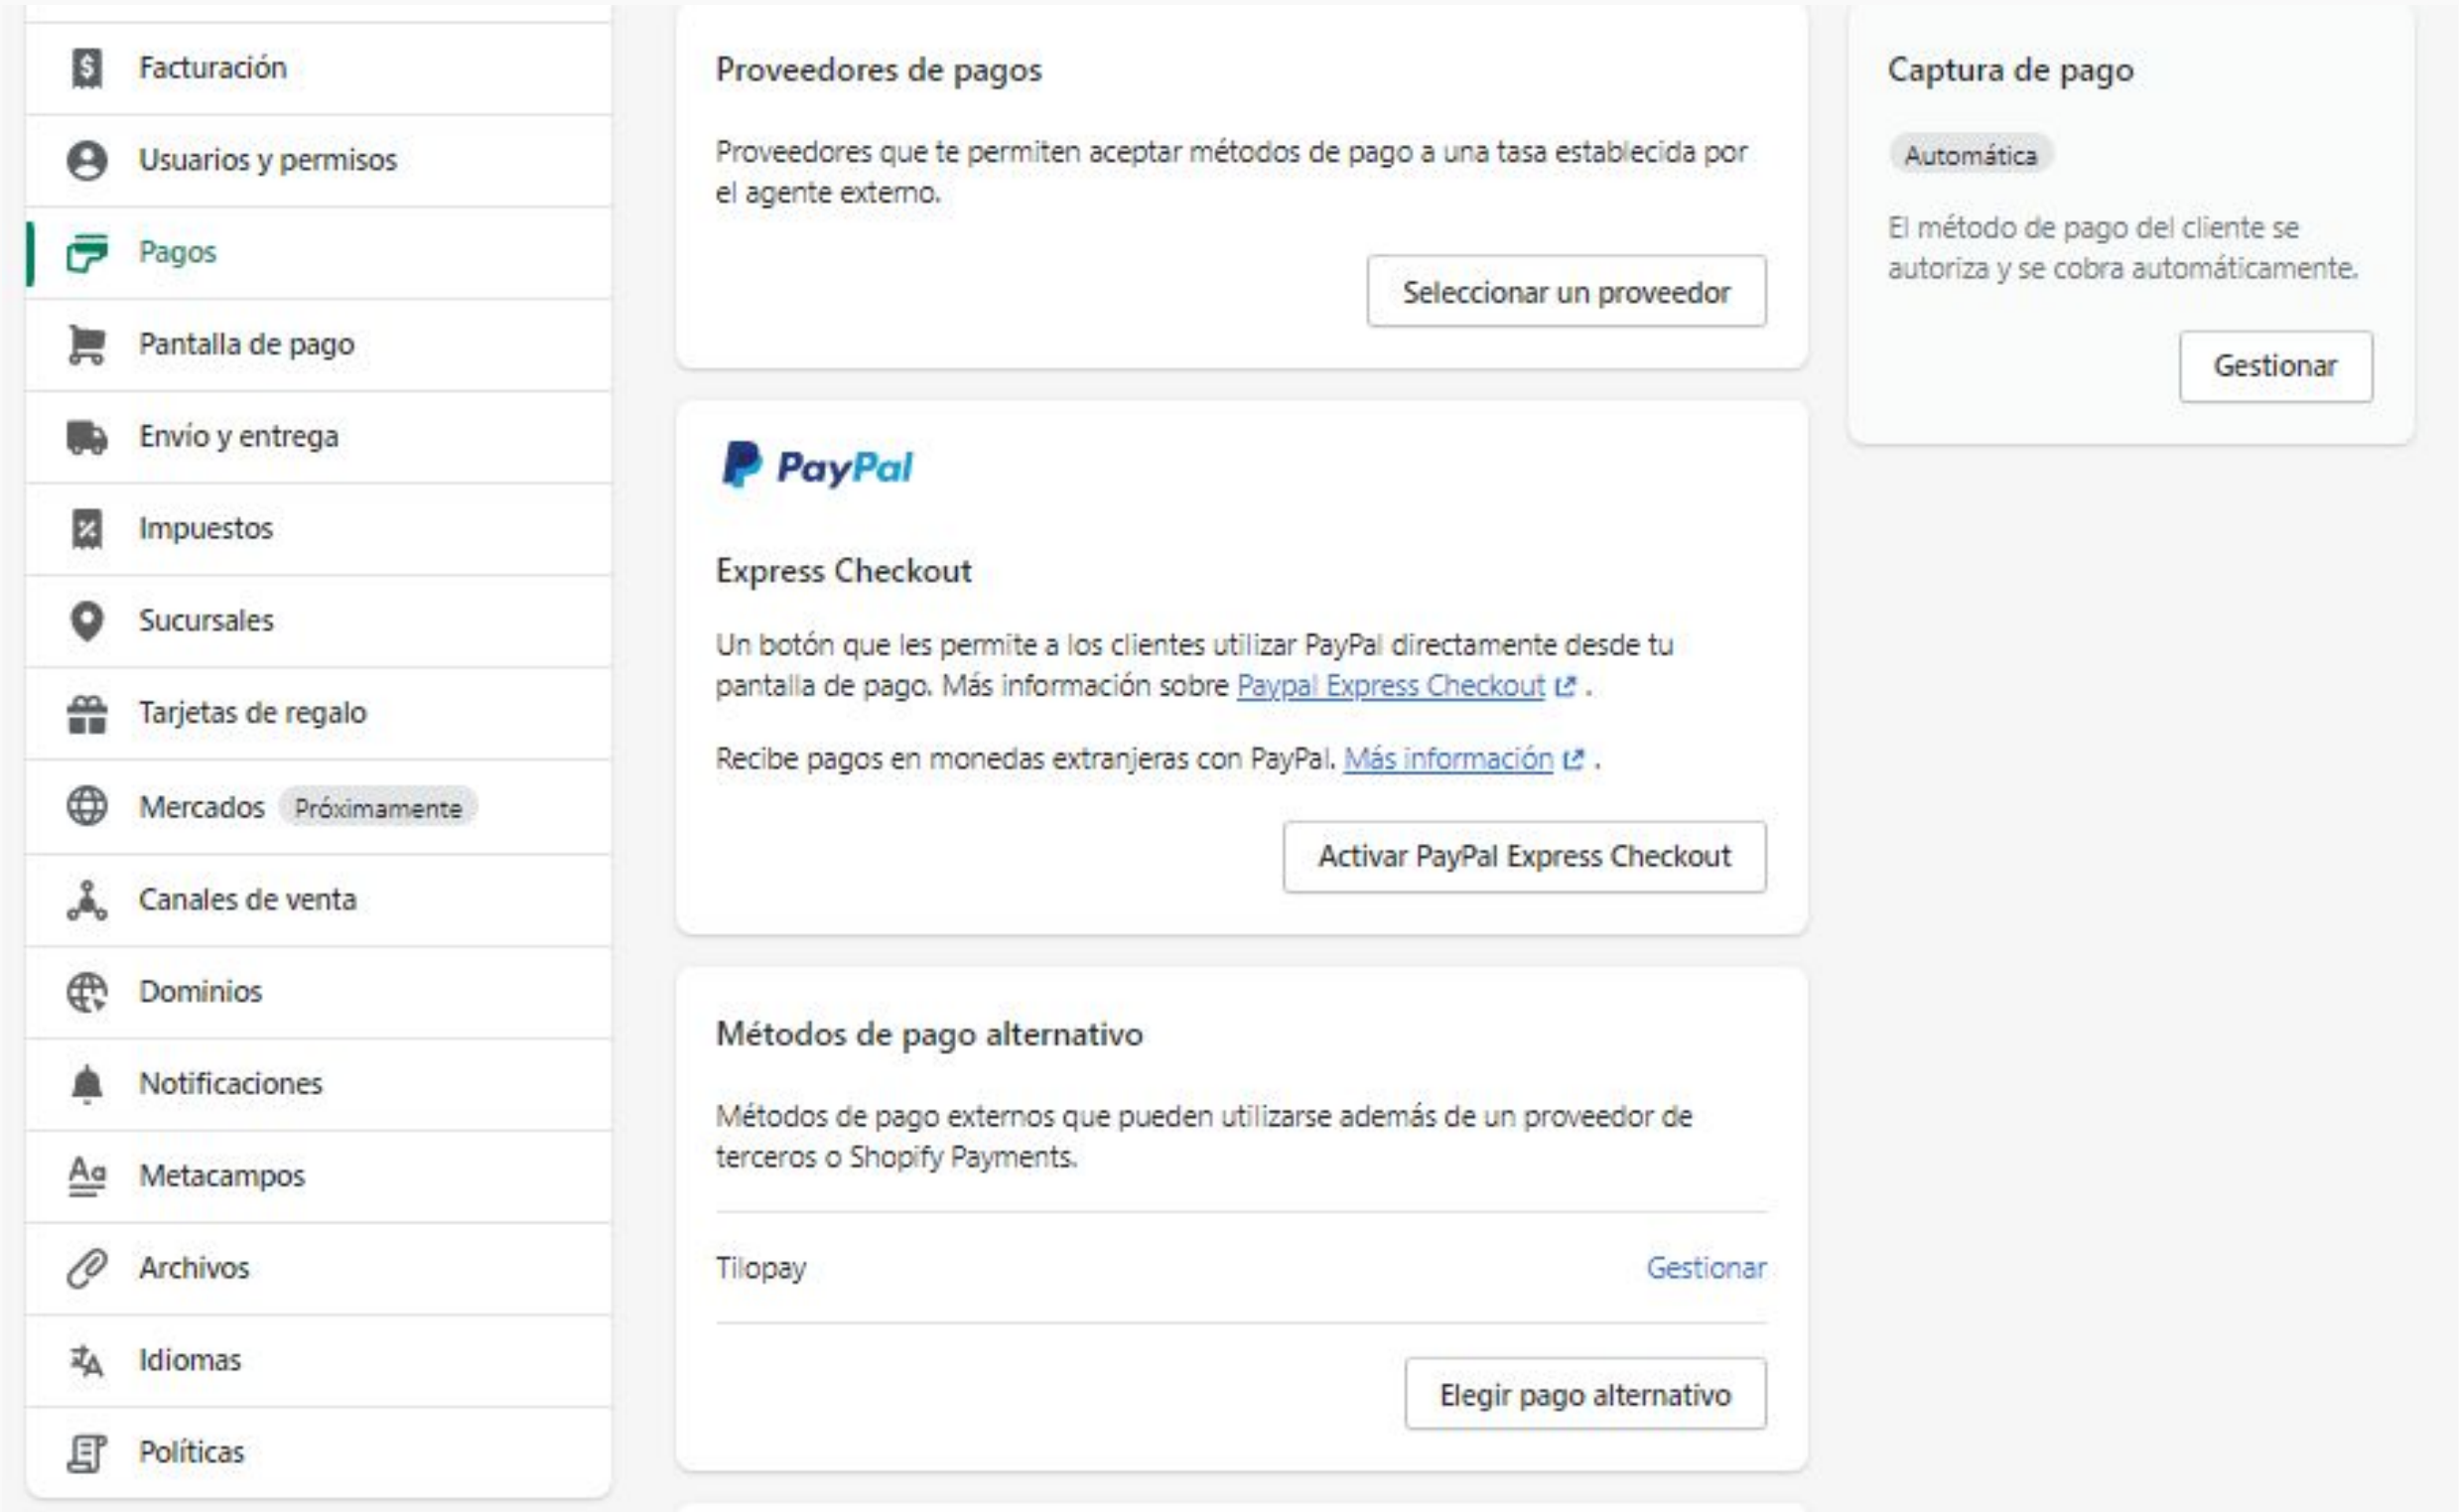 Facturación
Usuarios y permisos
Pagos
Pantalla de pago
Envío y entrega
Impuestos
Sucursales
Tarjetas de regalo
Mercados Próximamente
Canales de venta
Dominios
Notificaciones
Metacampos
Archivos
Idiomas
Políticas
Proveedores de pagos
Proveedores que te permiten aceptar métodos de pago a una tasa establecida por
el agente externo.
Seleccionar un proveedor
PayPal
Express Checkout
Un botón que les permite a los clientes utilizar PayPal directamente desde tu
pantalla de pago. Más información sobre Paypal Express Checkout .
Recibe pagos en monedas extranjeras con PayPal. Más información .
Activar PayPal Express Checkout
Métodos de pago alternativo
Métodos de pago externos que pueden utilizarse además de un proveedor de
terceros o Shopify Payments.
Tilopay Gestionar
Elegir pago alternativo
Captura de pago
Automática
El método de pago del cliente se
autoriza y se cobra automáticamente.
Gestionar